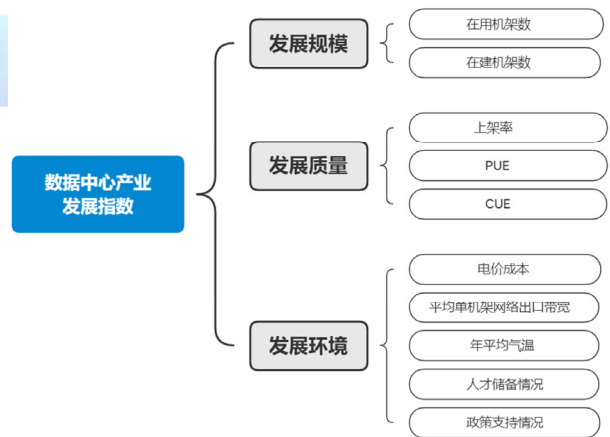 数据中心产业
发展指数
发展规模
在用机架数
在建机架数
发展质量
上架率
PUE
CUE
发展环境
电价成本
平均单机架网络出口带宽
年平均气温
人才储备情况
政策支持情况